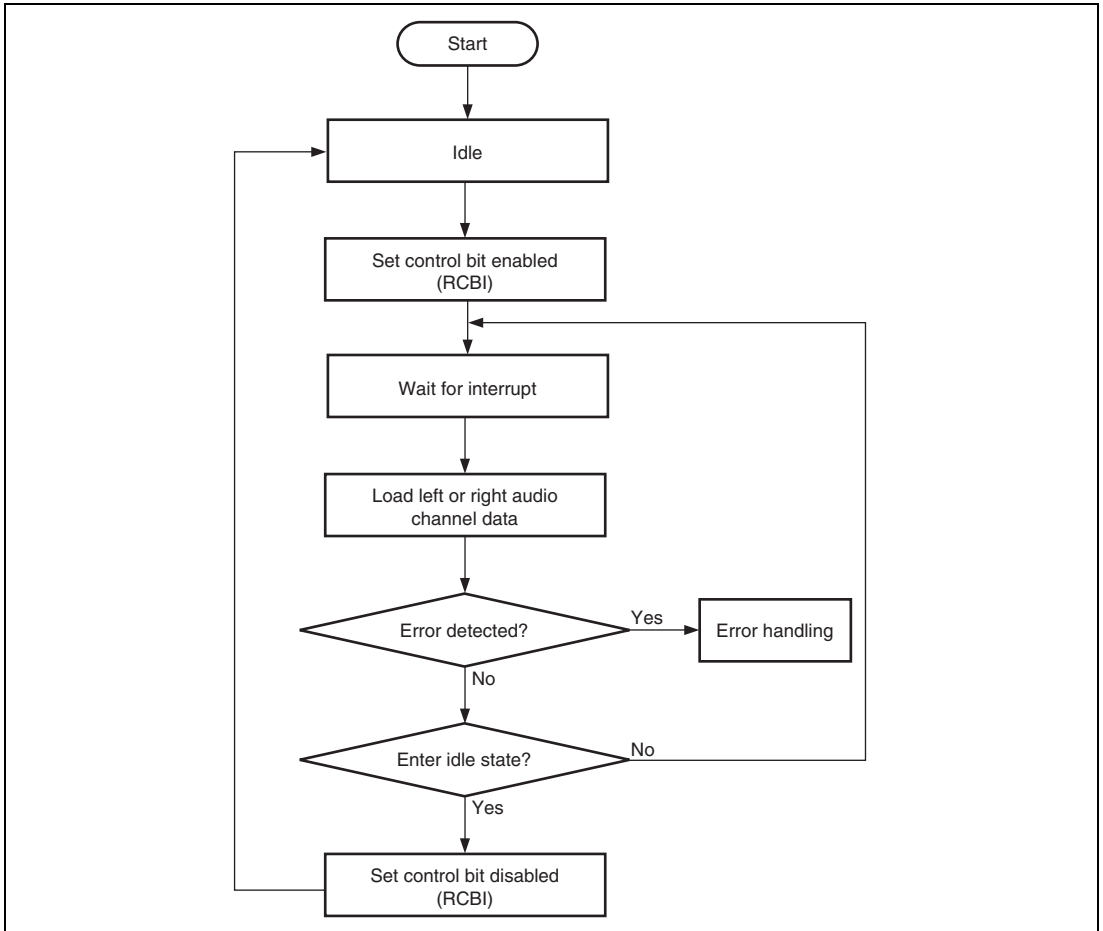 Start
Idle
Set control bit enabled
(RCBI)
Wait for interrupt
Load left or right audio
channel data
Error detected?
Yes
Error handling
No
Enter idle state?
No
Yes
Set control bit disabled
(RCBI)